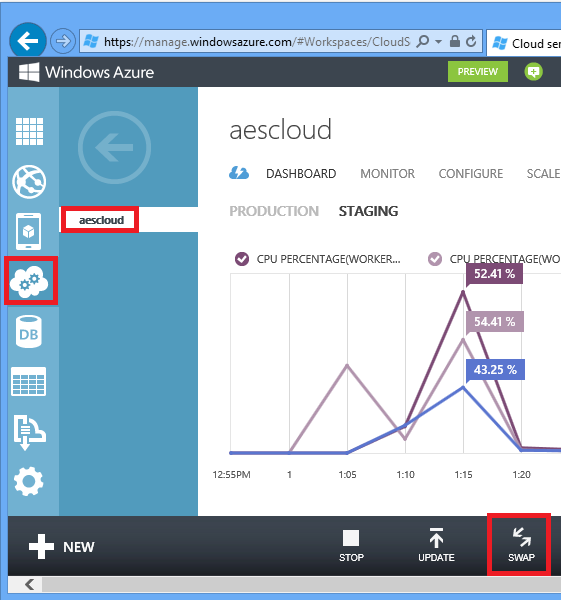 https://manage.windowsazure.com/#Workspaces/CloudS
Cloud ser
Windows Azure
PREVIEW
aescloud
aescloud
DASHBOARD MONITOR CONFIGURE SCALE
PRODUCTION STAGING
CPU PERCENTAGE(WORKER... CPU PERCENTAGE(WO
52.41 %
54.41 %
43.25 %
DB
12:55PM 1 1:05 1:10 1:15 1:20
NEW
STOP UPDATE SWAP